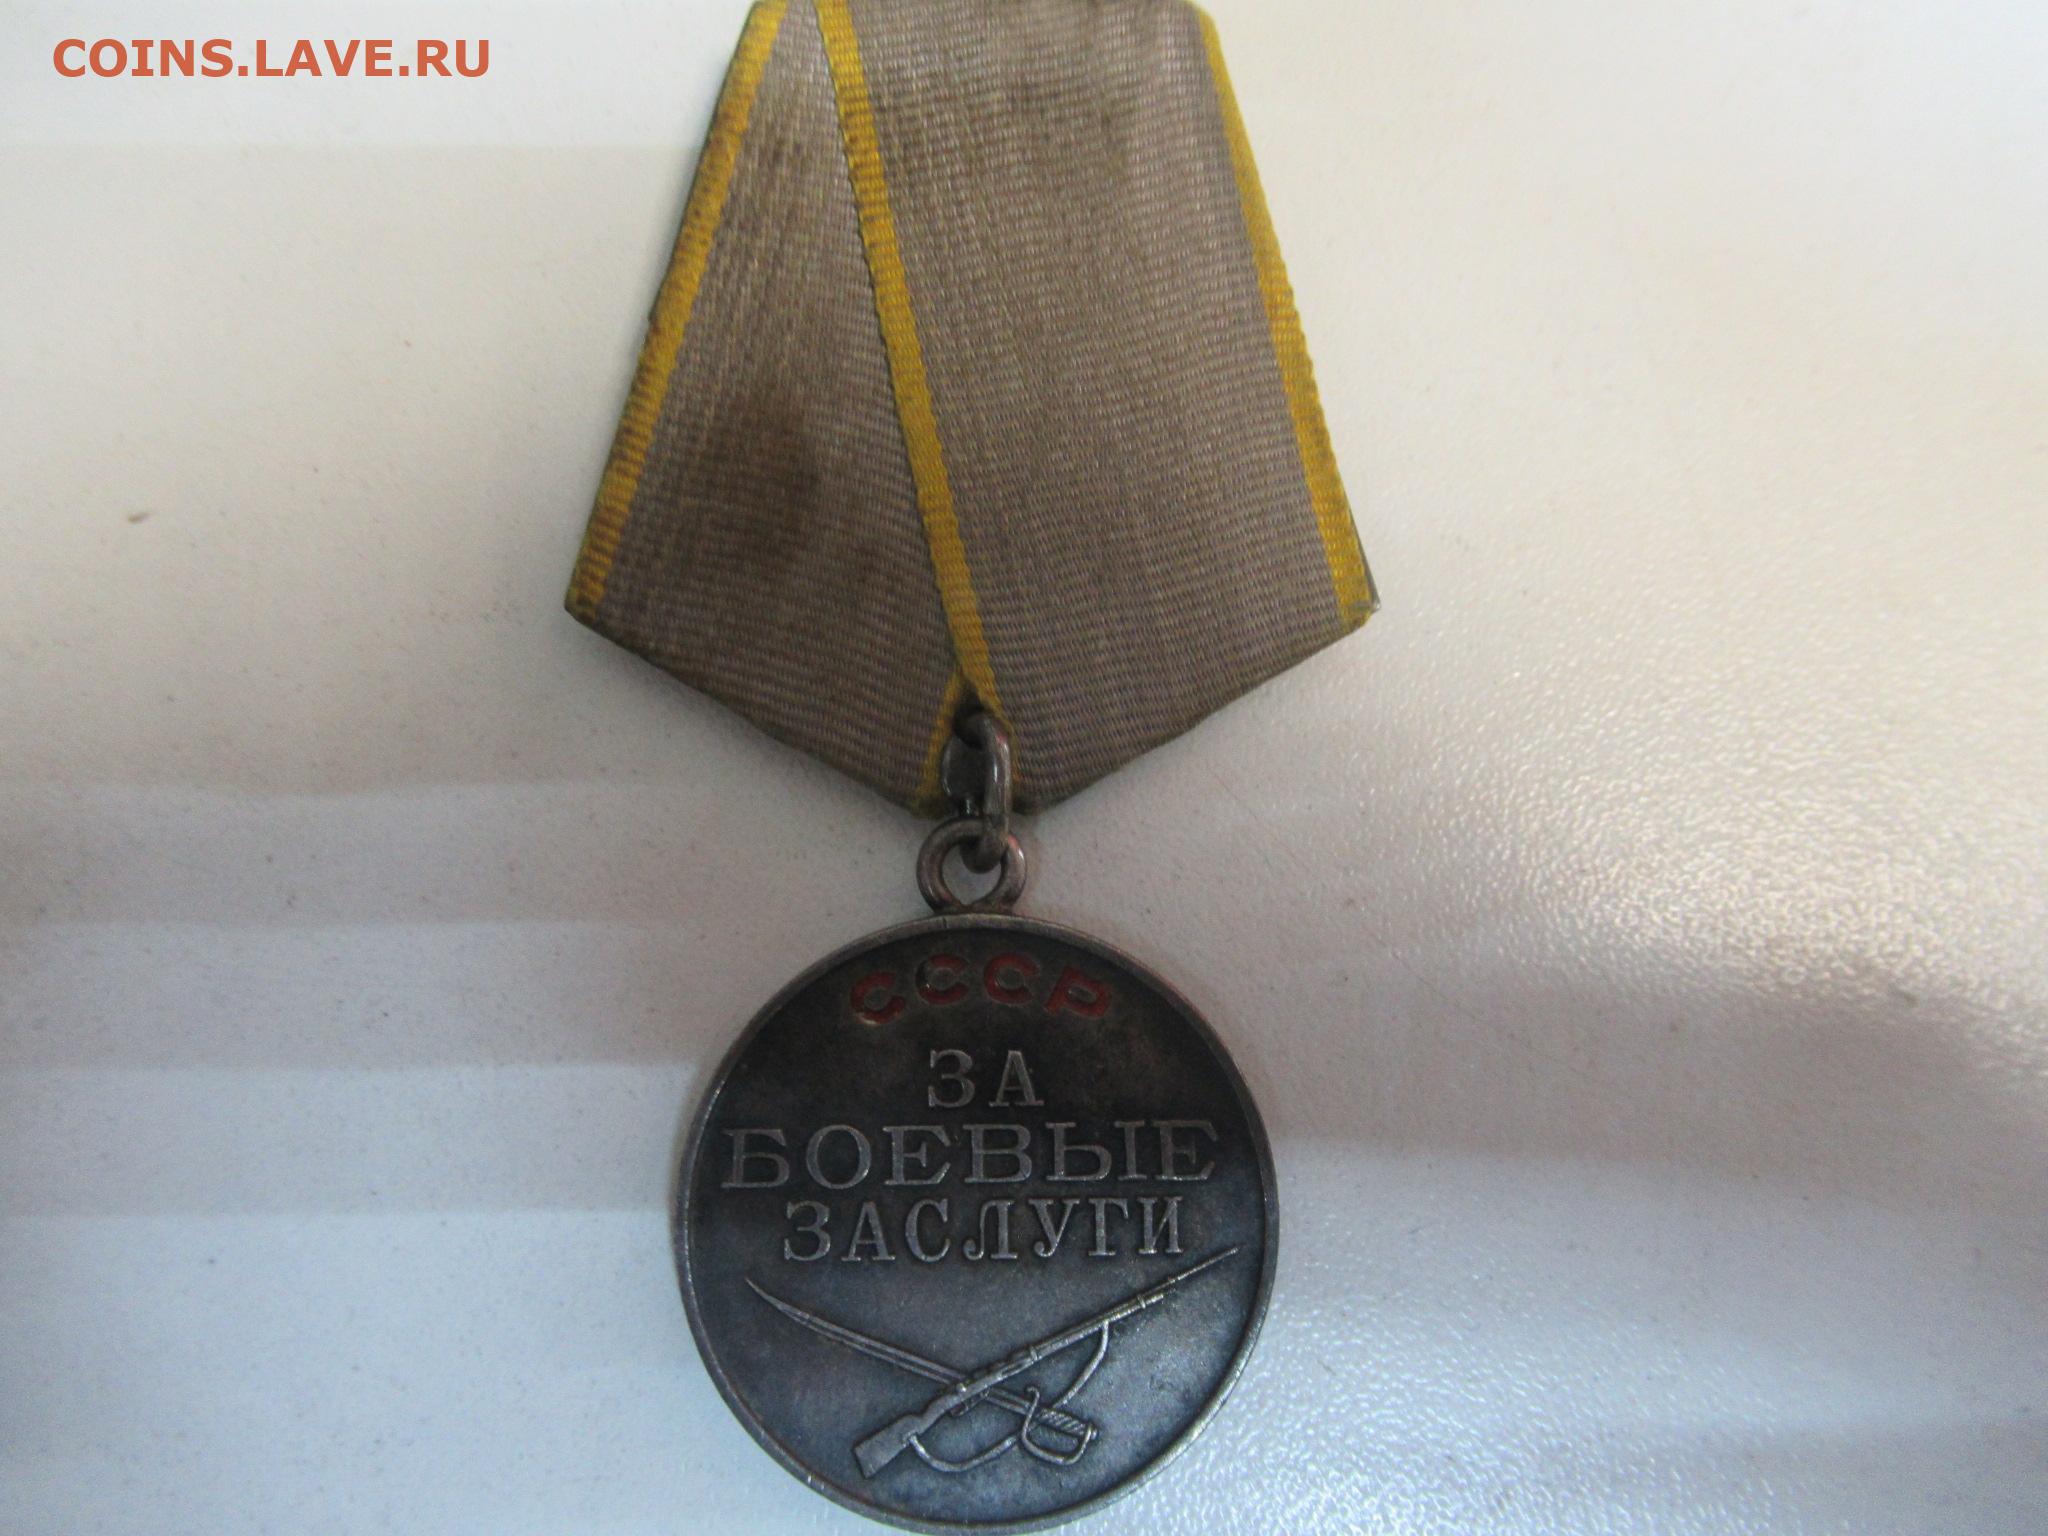 COINS.LAVE.RU
СССР
ЗА
БОЕВЫЕ
ЗАСЛУГИ